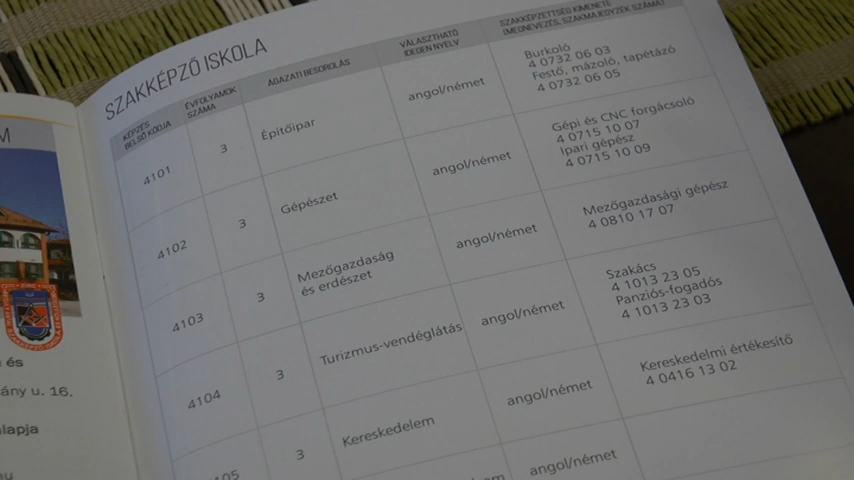 SZAKKÉPZŐ ISKOLA
KÉPZÉS
BELSŐ KÓDJA
ÉVFOLYAMOK
SZÁMA
ÁGAZATI BESOROLÁS
VÁLASZTHATÓ
IDEGEN NYELV
SZAKKÉPZETTSÉG KIMENETE
(MEGNEVEZÉS, SZAKMAJEGYZÉK SZÁMA)
4101
3
Építőipar
angol/német
Burkoló
4 0732 06 03
Festő, mázoló, tapétázó
4 0732 06 05
4102
3
Gépészet
angol/német
Gépi és CNC forgácsoló
4 0715 10 07
Ipari gépész
4 0715 10 09
4103
3
Mezőgazdaság
és erdészet
angol/német
Mezőgazdasági gépész
4 0810 17 07
4104
3
Turizmus-vendéglátás
angol/német
Szakács
4 1013 23 05
Panziós-fogadós
4 1013 23 03
105
3
Kereskedelem
angol/német
Kereskedelmi értékesítő
4 0416 13 02
angol/német
M
és
ány u. 16.
lapja